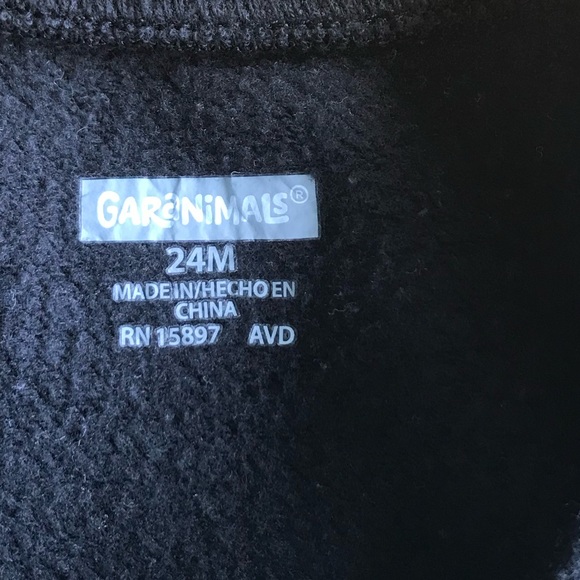 GARANiMALS®
24M
MADE IN/HECHO EN
CHINA
RN 15897 AVD